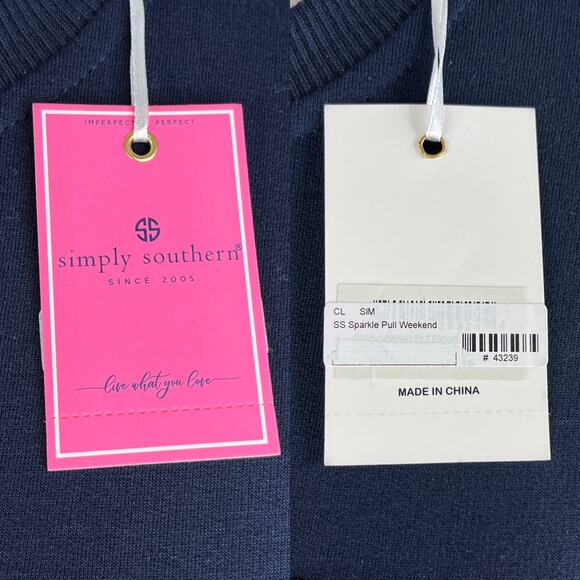 IMPERFECTLY PERFECT
SS
simply southern®
SINCE 2005
live what you love
CL SIM
SS Sparkle Pull Weekend
# 43239
MADE IN CHINA